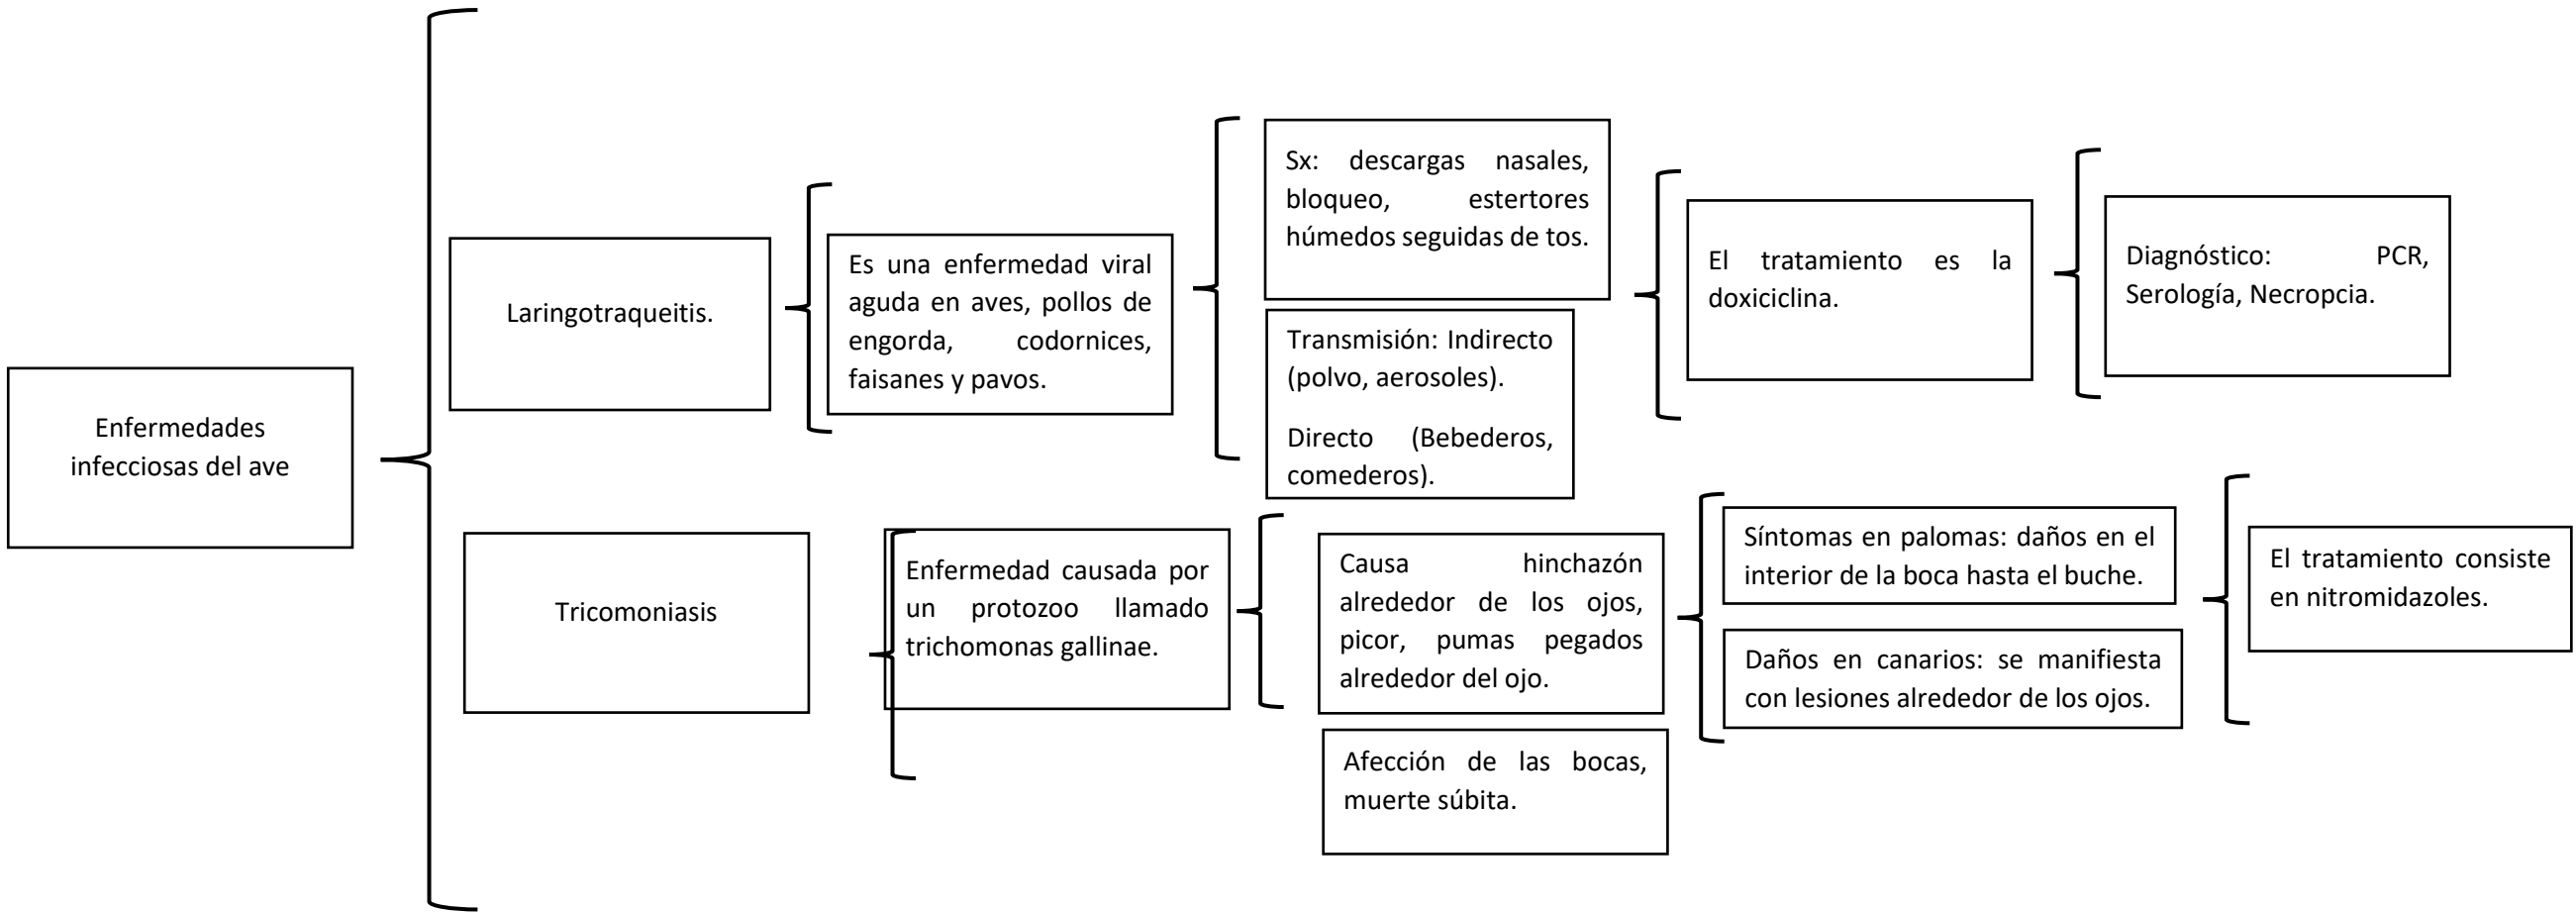 Enfermedades
infecciosas del ave
Laringotraqueitis.
Es una enfermedad viral
aguda en aves, pollos de
engorda, codornices,
faisanes y pavos.
Sx: descargas nasales,
bloqueo, estertores
húmedos seguidas de tos.
Transmisión: Indirecto
(polvo, aerosoles).
Directo (Bebederos,
comederos).
El tratamiento es la
doxiciclina.
Diagnóstico: PCR,
Serología, Necropcia.
Tricomoniasis
Enfermedad causada por
un protozoo llamado
trichomonas gallinae.
Causa hinchazón
alrededor de los ojos,
picor, pumas pegados
alrededor del ojo.
Afección de las bocas,
muerte súbita.
Síntomas en palomas: daños en el
interior de la boca hasta el buche.
Daños en canarios: se manifiesta
con lesiones alrededor de los ojos.
El tratamiento consiste
en nitromidazoles.